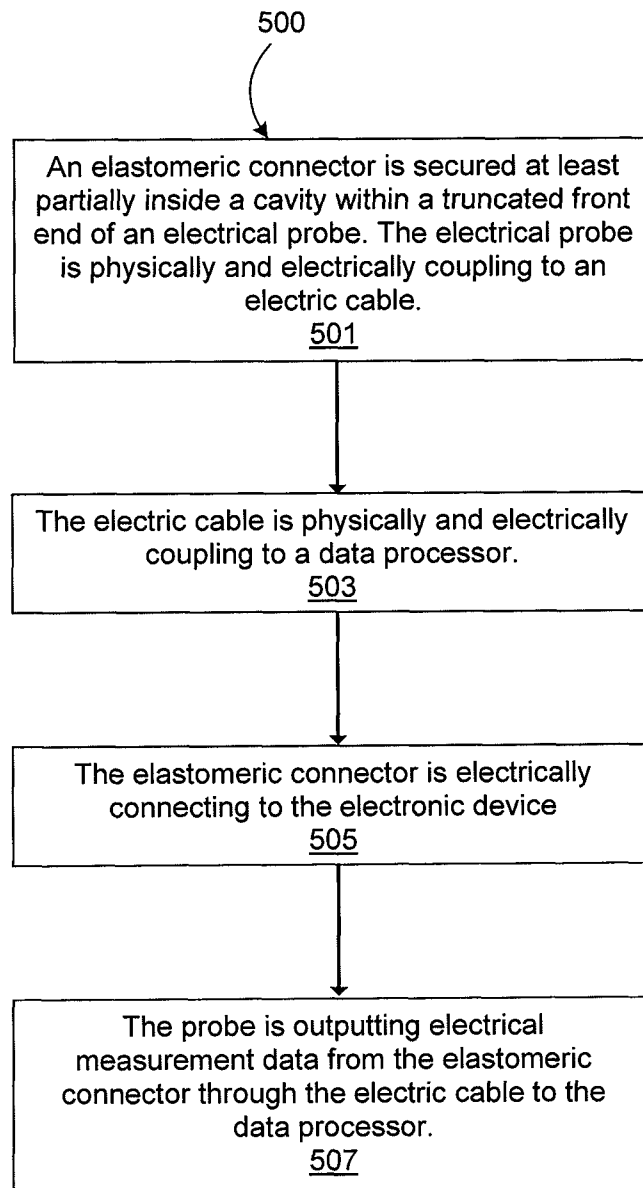 500
An elastomeric connector is secured at least
partially inside a cavity within a truncated front
end of an electrical probe. The electrical probe
is physically and electrically coupling to an
electric cable.
501
The electric cable is physically and electrically
coupling to a data processor.
503
The elastomeric connector is electrically
connecting to the electronic device
505
The probe is outputting electrical
measurement data from the elastomeric
connector through the electric cable to the
data processor.
507